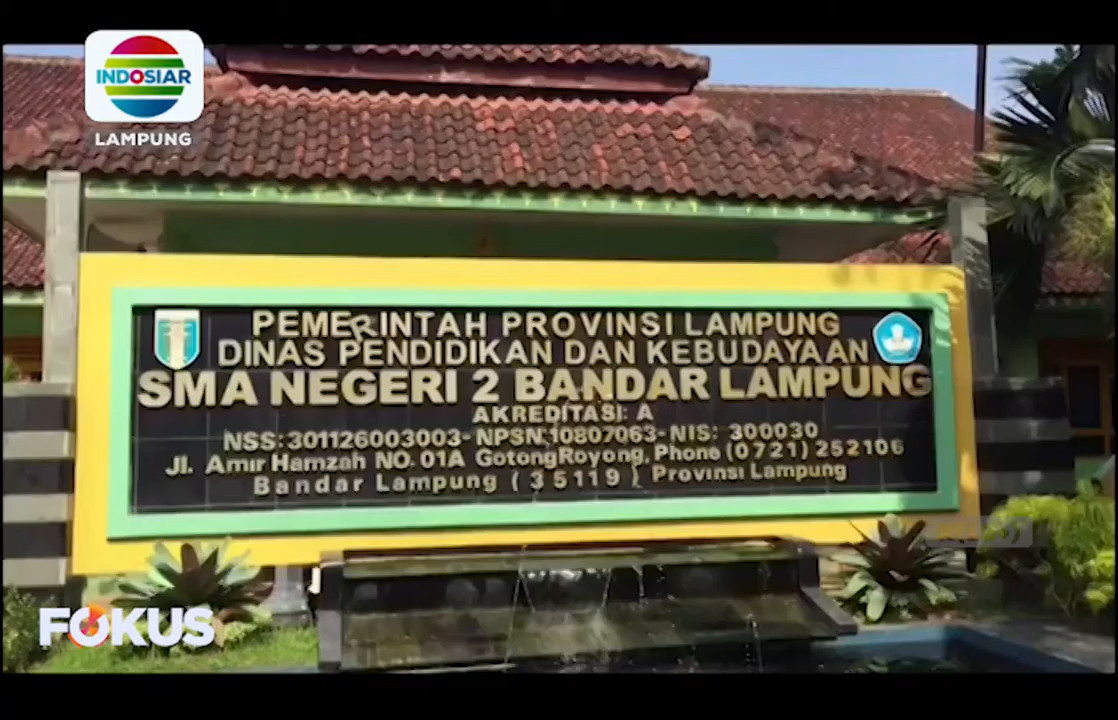 INDOSIAR
LAMPUNG
PEMERINTAH PROVINSI LAMPUNG
DINAS PENDIDIKAN DAN KEBUDAYAAN
SMA NEGERI 2 BANDAR LAMPUNG
AKREDITASI: A
NSS: 301126003003- NPSN:10807063- NIS: 300030
Jl. Amir Hamzah NO. 01A GotongRoyong, Phone (0721) 252106
Bandar Lampung (35119) Provinsi Lampung
FOKUS